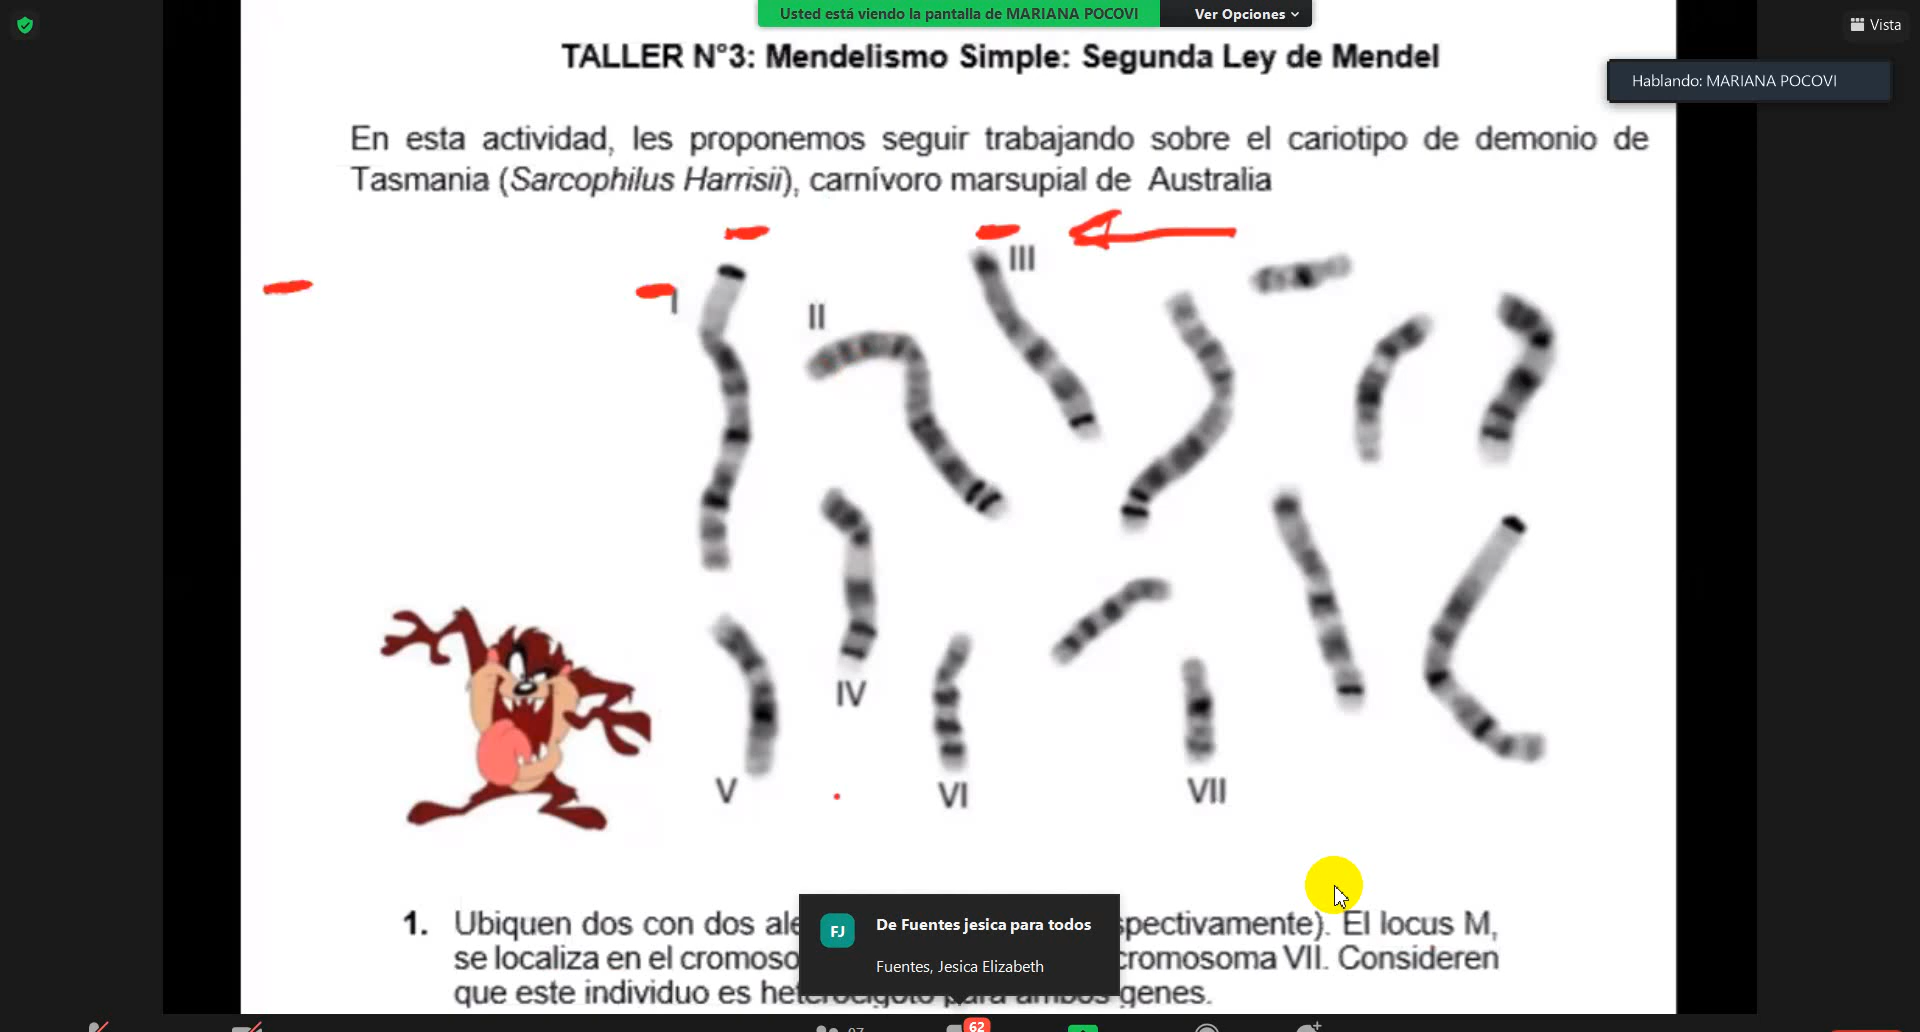 Usted está viendo la pantalla de MARIANA POCOVI
Ver Opciones
Vista
Hablando: MARIANA POCOVI
TALLER N°3: Mendelismo Simple: Segunda Ley de Mendel
En esta actividad, les proponemos seguir trabajando sobre el cariotipo de demonio de
Tasmania (Sarcophilus Harrisii), carnívoro marsupial de Australia
I
II
III
IV
V
VI
VII
1. Ubiquen dos con dos spectivamente). El locus M,
se localiza en el cromosoma VII. Consideren
que este individuo es para ambos genes.
FJ
De Fuentes jesica para todos
Fuentes, Jesica Elizabeth
62